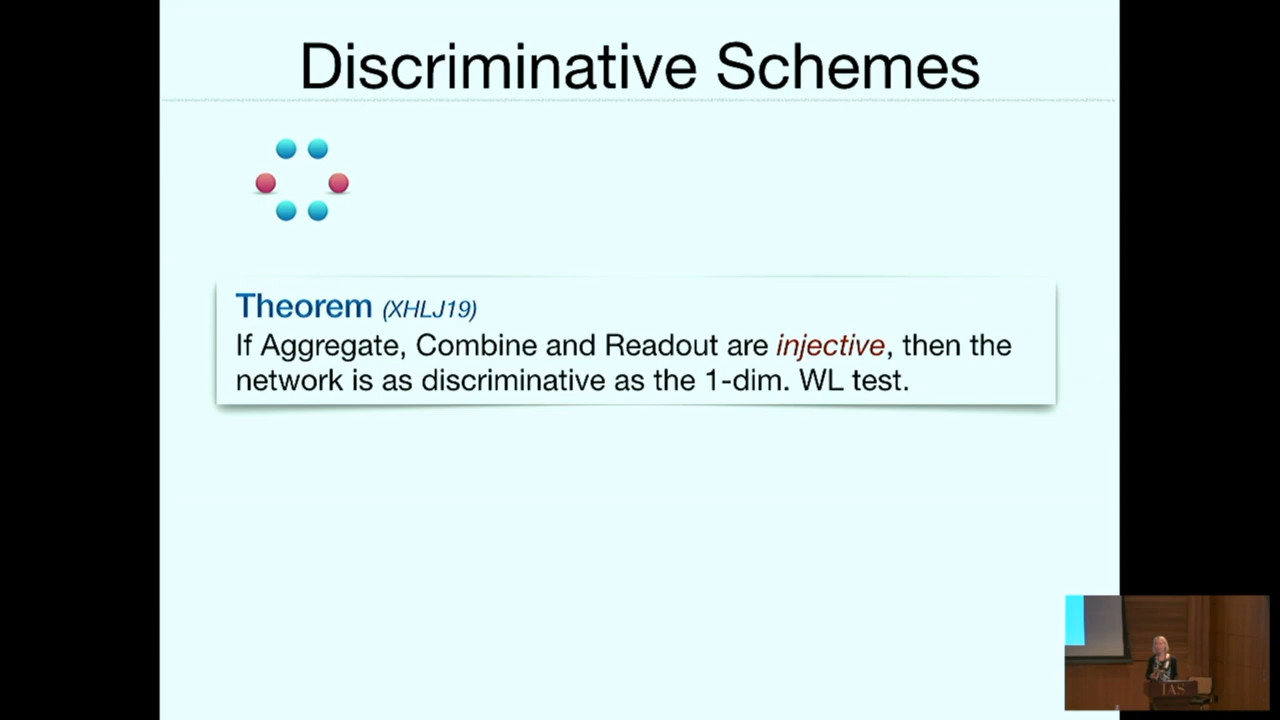 Discriminative Schemes
Theorem (XHLJ19)
If Aggregate, Combine and Readout are injective, then the
network is as discriminative as the 1-dim. WL test.
IAS